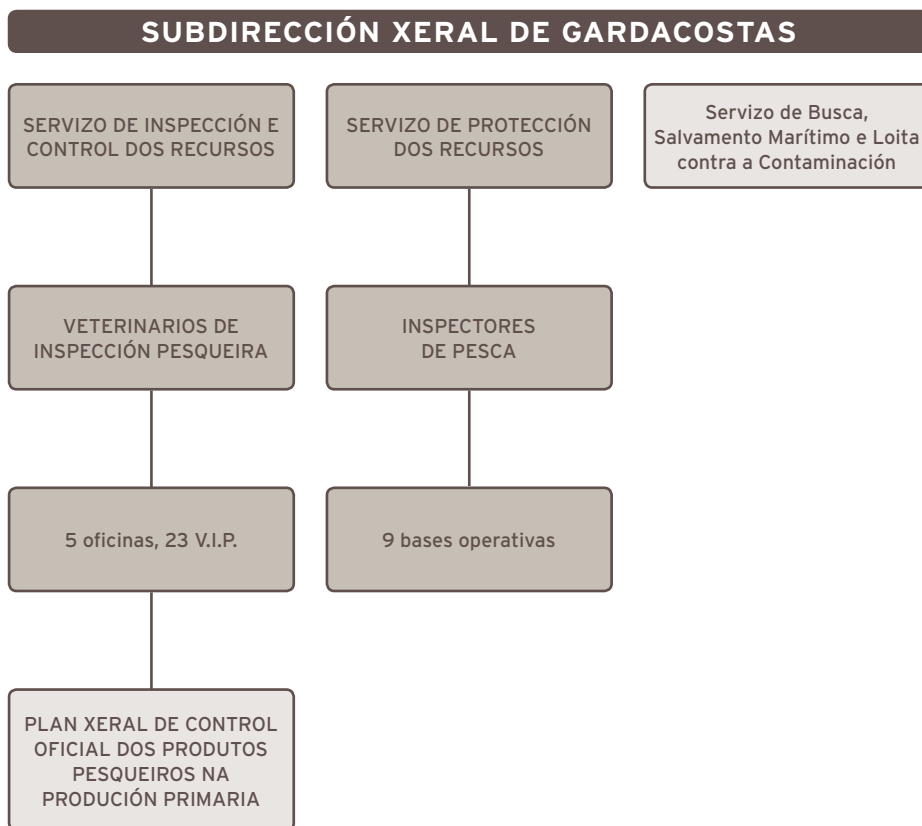 SUBDIRECCIÓN XERAL DE GARDACOSTAS
SERVIZO DE INSPECCIÓN E
CONTROL DOS RECURSOS
SERVIZO DE PROTECCIÓN
DOS RECURSOS
Servizo de Busca,
Salvamento Marítimo e Loita
contra a Contaminación
VETERINARIOS DE
INSPECCIÓN PESQUEIRA
INSPECTORES
DE PESCA
5 oficinas, 23 V.I.P.
9 bases operativas
PLAN XERAL DE CONTROL
OFICIAL DOS PRODUTOS
PESQUEIROS NA
PRODUCIÓN PRIMARIA